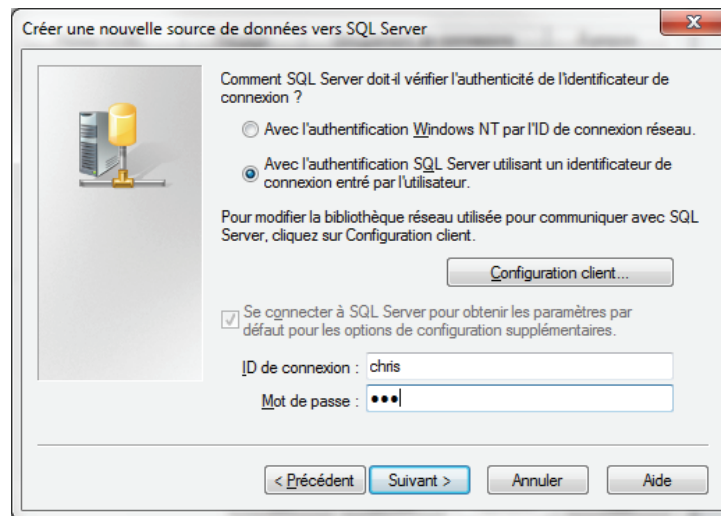 Créer une nouvelle source de données vers SQL Server
Comment SQL Server doit-il vérifier l'authenticité de l'identificateur de
connexion ?
Avec l'authentification Windows NT par l'ID de connexion réseau.
Avec l'authentification SQL Server utilisant un identificateur de
connexion entré par l'utilisateur.
Pour modifier la bibliothèque réseau utilisée pour communiquer avec SQL
Server, cliquez sur Configuration client.
Configuration client...
Se connecter à SQL Server pour obtenir les paramètres par
défaut pour les options de configuration supplémentaires.
ID de connexion : chris
Mot de passe : •••
< Précédent Suivant > Annuler Aide